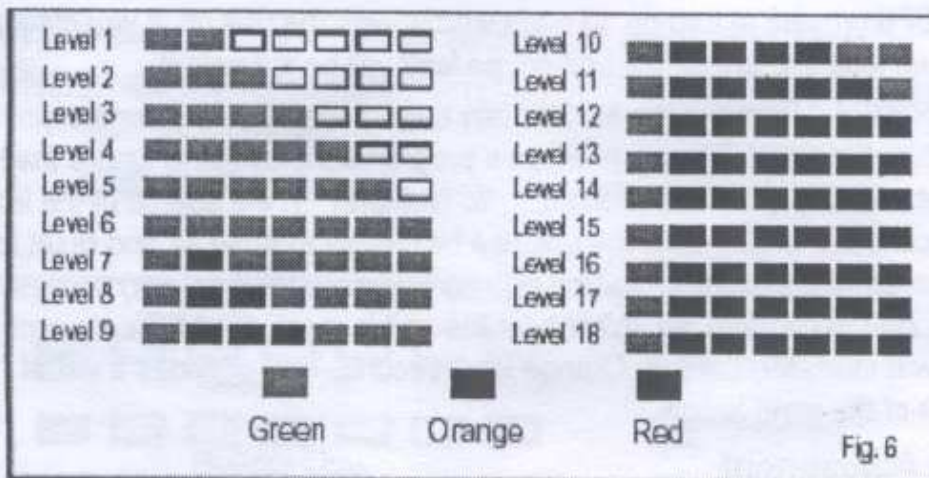 Level 1
Level 2
Level 3
Level 4
Level 5
Level 6
Level 7
Level 8
Level 9
Level 10
Level 11
Level 12
Level 13
Level 14
Level 15
Level 16
Level 17
Level 18
Green
Orange
Red
Fig. 6